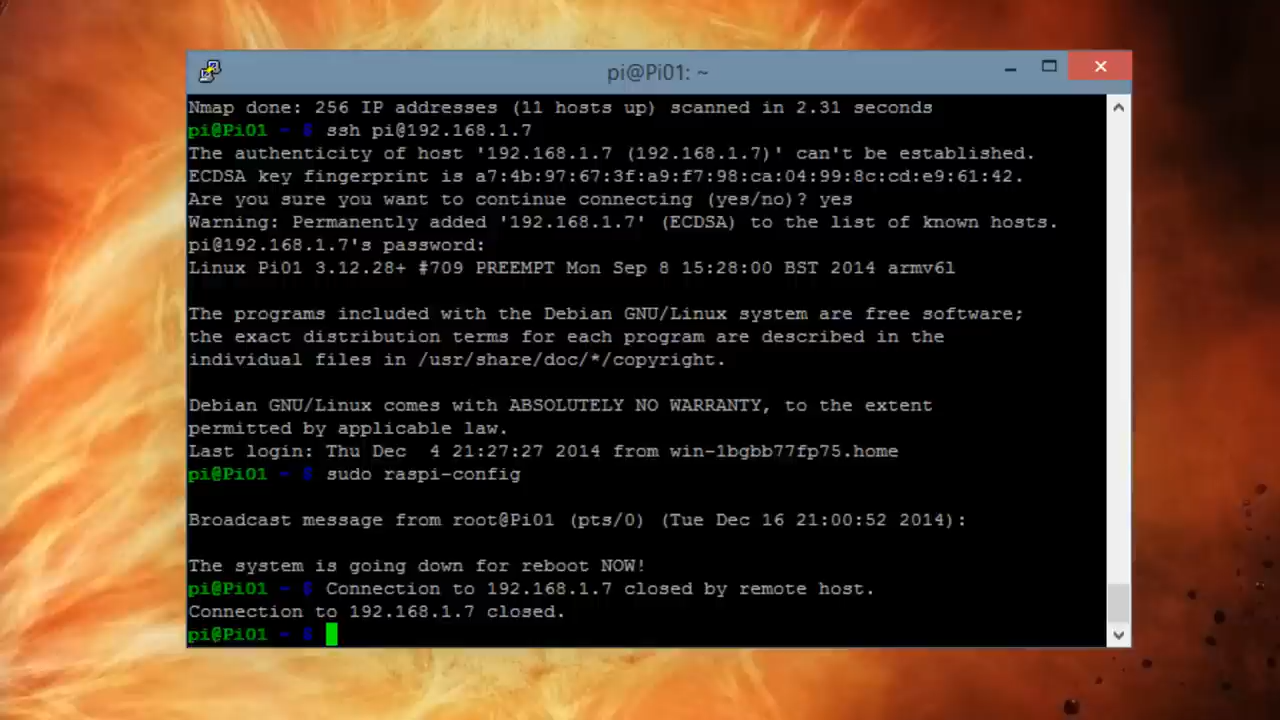 pi@Pi01: ~
Nmap done: 256 IP addresses (11 hosts up) scanned in 2.31 seconds
pi@Pi01 ~ $ ssh pi@192.168.1.7
The authenticity of host '192.168.1.7 (192.168.1.7)' can't be established.
ECDSA key fingerprint is a7:4b:97:67:3f:a9:f7:98:ca:04:99:8c:cd:e9:61:42.
Are you sure you want to continue connecting (yes/no)? yes
Warning: Permanently added '192.168.1.7' (ECDSA) to the list of known hosts.
pi@192.168.1.7's password:
Linux Pi01 3.12.28+ #709 PREEMPT Mon Sep 8 15:28:00 BST 2014 armv6l
The programs included with the Debian GNU/Linux system are free software;
the exact distribution terms for each program are described in the
individual files in /usr/share/doc/*/copyright.
Debian GNU/Linux comes with ABSOLUTELY NO WARRANTY, to the extent
permitted by applicable law.
Last login: Thu Dec  4 21:27:27 2014 from win-1bgbb77fp75.home
pi@Pi01 ~ $ sudo raspi-config
Broadcast message from root@Pi01 (pts/0) (Tue Dec 16 21:00:52 2014):
The system is going down for reboot NOW!
pi@Pi01 ~ $ Connection to 192.168.1.7 closed by remote host.
Connection to 192.168.1.7 closed.
pi@Pi01 ~ $